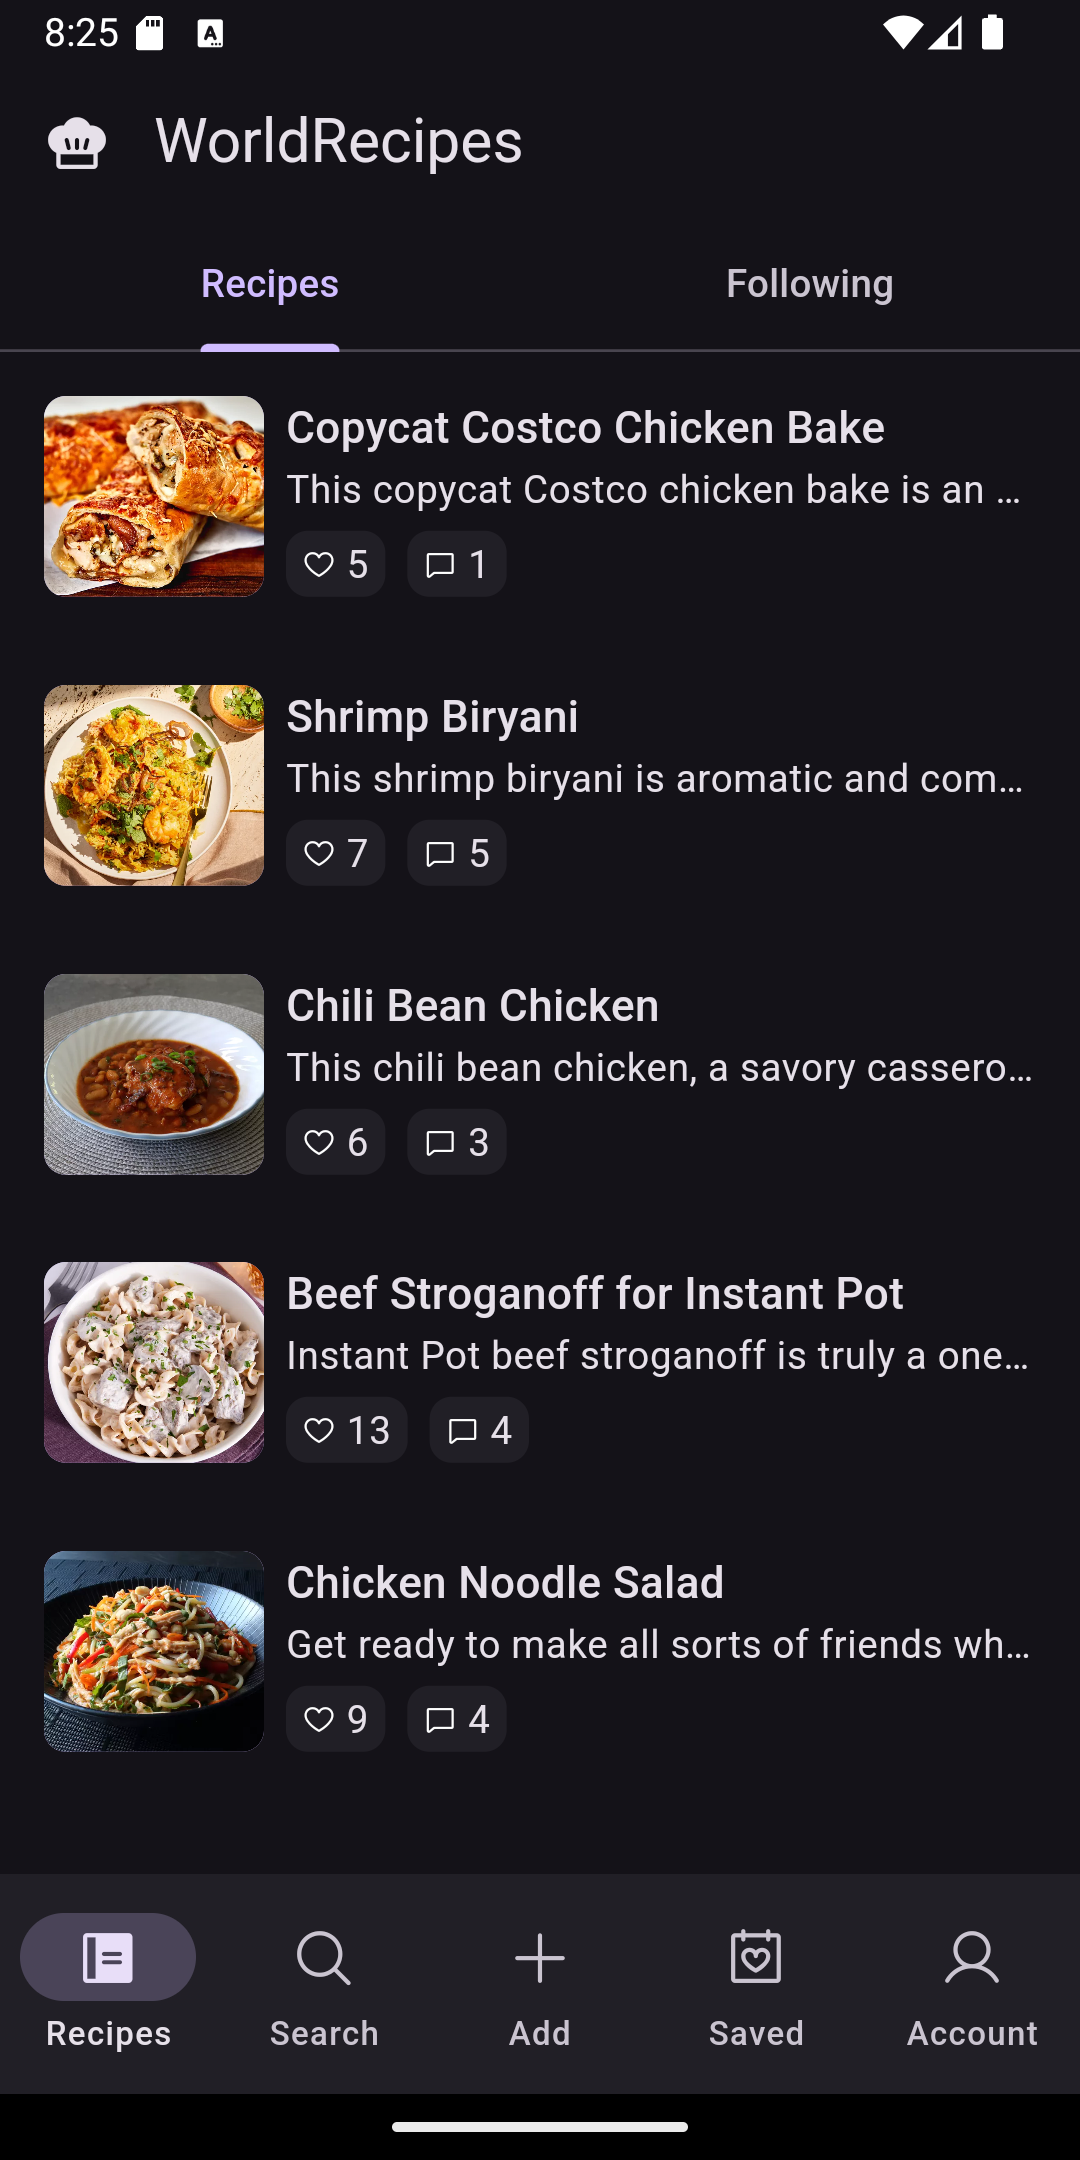 8:25
WorldRecipes
Recipes
Following
Copycat Costco Chicken Bake
This copycat Costco chicken bake is an …
5
1
Shrimp Biryani
This shrimp biryani is aromatic and com…
7
5
Chili Bean Chicken
This chili bean chicken, a savory cassero…
6
3
Beef Stroganoff for Instant Pot
Instant Pot beef stroganoff is truly a one…
13
4
Chicken Noodle Salad
Get ready to make all sorts of friends wh…
9
4
Recipes
Search
Add
Saved
Account